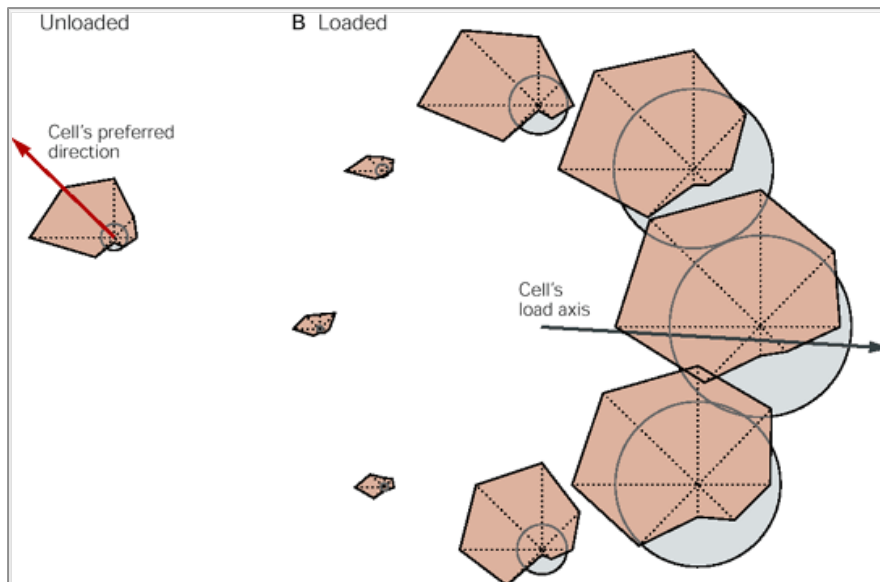 Unloaded
B Loaded
Cell's preferred
direction
Cell's
load axis